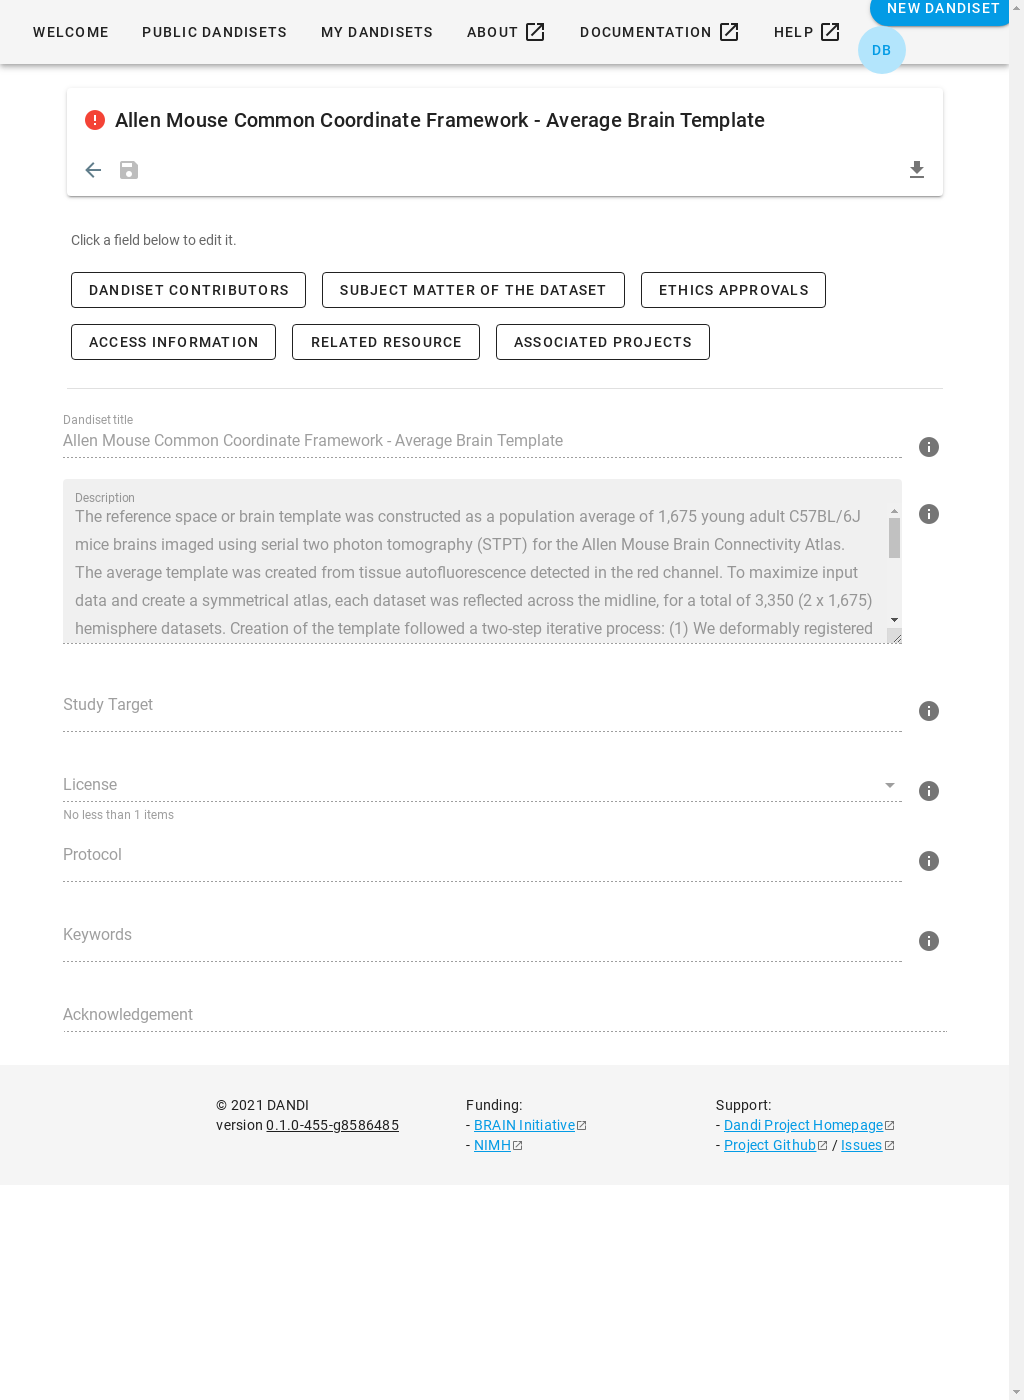 WELCOME PUBLIC DANDISETS MY DANDISETS ABOUT DOCUMENTATION HELP NEW DANDISET
DB
Allen Mouse Common Coordinate Framework - Average Brain Template
Click a field below to edit it.
DANDISET CONTRIBUTORS SUBJECT MATTER OF THE DATASET ETHICS APPROVALS
ACCESS INFORMATION RELATED RESOURCE ASSOCIATED PROJECTS
Dandiset title
Allen Mouse Common Coordinate Framework - Average Brain Template
Description
The reference space or brain template was constructed as a population average of 1,675 young adult C57BL/6J
mice brains imaged using serial two photon tomography (STPT) for the Allen Mouse Brain Connectivity Atlas.
The average template was created from tissue autofluorescence detected in the red channel. To maximize input
data and create a symmetrical atlas, each dataset was reflected across the midline, for a total of 3,350 (2 x 1,675)
hemisphere datasets. Creation of the template followed a two-step iterative process: (1) We deformably registered
Study Target
License
No less than 1 items
Protocol
Keywords
Acknowledgement
© 2021 DANDI
version 0.1.0-455-g8586485
Funding:
- BRAIN Initiative
- NIMH
Support:
- Dandi Project Homepage
- Project Github / Issues